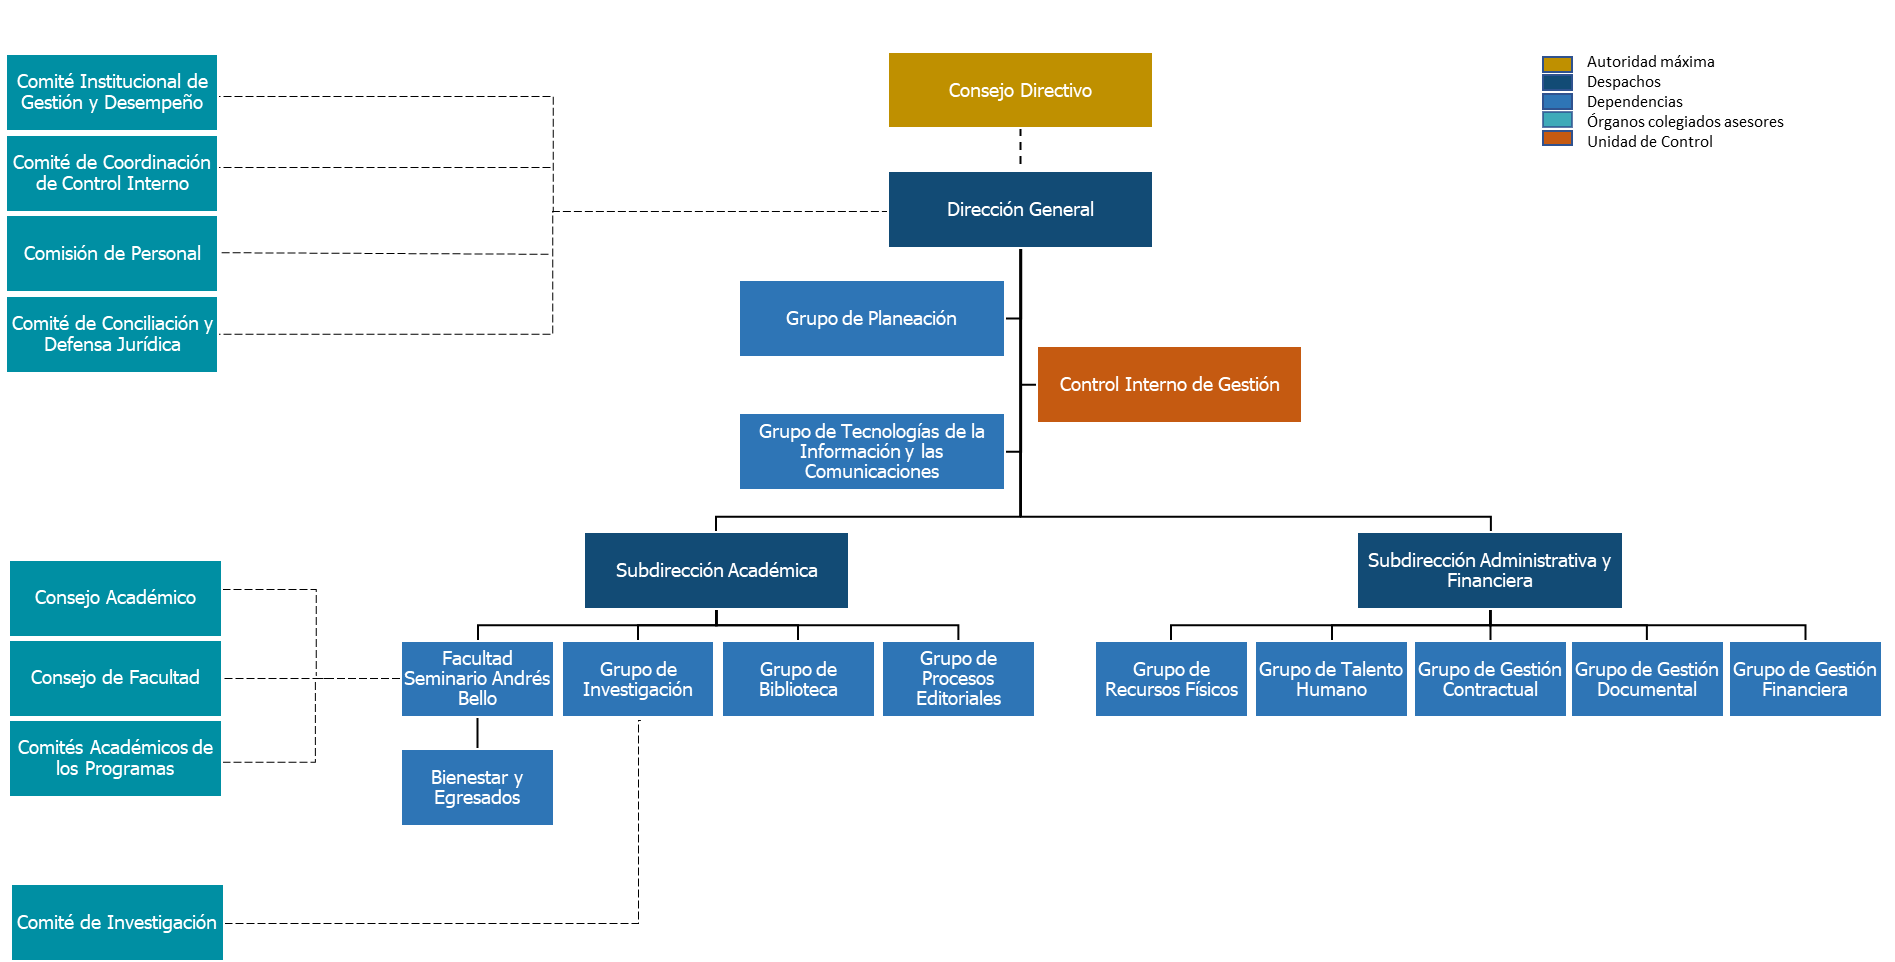 Consejo Directivo
Autoridad máxima
Despachos
Dependencias
Órganos colegiados asesores
Unidad de Control
Comité Institucional de
Gestión y Desempeño
Comité de Coordinación
de Control Interno
Comisión de Personal
Comité de Conciliación y
Defensa Jurídica
Dirección General
Grupo de Planeación
Control Interno de Gestión
Grupo de Tecnologías de la
Información y las
Comunicaciones
Subdirección Académica
Subdirección Administrativa y
Financiera
Consejo Académico
Consejo de Facultad
Comités Académicos de
los Programas
Facultad
Seminario Andrés
Bello
Grupo de
Investigación
Grupo de
Biblioteca
Grupo de
Procesos
Editoriales
Grupo de
Recursos Físicos
Grupo de Talento
Humano
Grupo de Gestión
Contractual
Grupo de Gestión
Documental
Grupo de Gestión
Financiera
Bienestar y
Egresados
Comité de Investigación